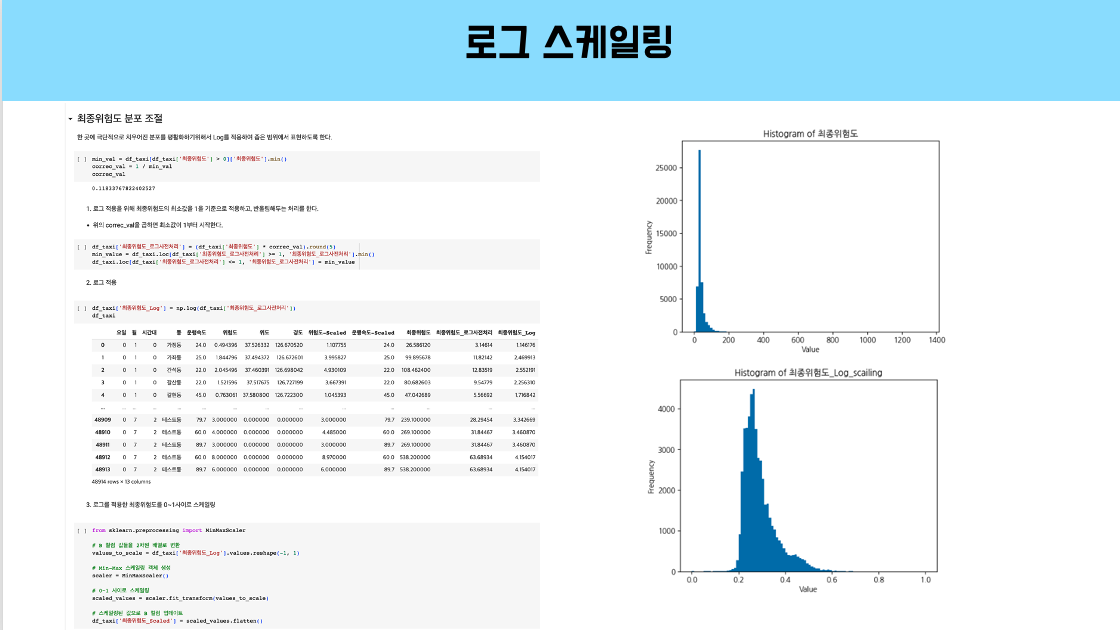 로그 스케일링
최종위험도 분포 조절
한 곳에 극단적으로 치우어진 분포를 평활화하기위해서 Log를 적용하여 좁은 범위에서 표현하도록 한다.
[ ] min_val = df_taxi[df_taxi['최종위험도'] > 0]['최종위험도'].min()
correc_val = 1 / min_val
correc_val
0.11833767822402527
1. 로그 적용을 위해 최종위험도의 최소값을 1을 기준으로 적용하고, 반올림해두는 처리를 한다.
• 위의 correc_val을 곱하면 최소값이 1부터 시작한다.
[ ] df_taxi['최종위험도_로그사전처리'] = (df_taxi['최종위험도'] * correc_val).round(5)
min_value = df_taxi.loc[df_taxi['최종위험도_로그사전처리'] >= 1, '최종위험도_로그사전처리'].min()
df_taxi.loc[df_taxi['최종위험도_로그사전처리'] <= 1, '최종위험도_로그사전처리'] = min_value
2. 로그 적용
[ ] df_taxi['최종위험도_Log'] = np.log(df_taxi['최종위험도_로그사전처리'])
df_taxi
요일 월 시간대 동 운행속도 위험도 위도 경도 위험도-Scaled 운행속도-Scaled 최종위험도 최종위험도_로그사전처리 최종위험도_Log
0 0 1 0 가정동 24.0 0.494396 37.526332 126.670520 1.107755 24.0 26.586120 3.14614 1.146176
1 0 1 0 가좌동 25.0 1.844796 37.494372 126.672601 3.995827 25.0 99.895678 11.82142 2.469913
2 0 1 0 간석동 22.0 2.045496 37.460391 126.698042 4.930109 22.0 108.462400 12.83519 2.552191
3 0 1 0 갈산동 22.0 1.521596 37.517675 126.727199 3.667391 22.0 80.682603 9.54779 2.256310
4 0 1 0 갈현동 45.0 0.763061 37.580800 126.722300 1.045393 45.0 47.042689 5.56692 1.716842
... ... ... ... ... ... ... ... ... ... ... ... ... ...
48909 0 7 2 테스트동 79.7 3.000000 0.000000 0.000000 3.000000 79.7 239.100000 28.29454 3.342669
48910 0 7 2 테스트동 60.0 4.000000 0.000000 0.000000 4.485000 60.0 269.100000 31.84467 3.460870
48911 0 7 2 테스트동 89.7 3.000000 0.000000 0.000000 3.000000 89.7 269.100000 31.84467 3.460870
48912 0 7 2 테스트동 60.0 8.000000 0.000000 0.000000 8.970000 60.0 538.200000 63.68934 4.154017
48913 0 7 2 테스트동 89.7 6.000000 0.000000 0.000000 6.000000 89.7 538.200000 63.68934 4.154017
48914 rows × 13 columns
3. 로그를 적용한 최종위험도를 0~1사이로 스케일링
[ ] from sklearn.preprocessing import MinMaxScaler
# B 컬럼 값들을 2차원 배열로 변환
values_to_scale = df_taxi['최종위험도_Log'].values.reshape(-1, 1)
# Min-Max 스케일링 객체 생성
scaler = MinMaxScaler()
# 0-1 사이로 스케일링
scaled_values = scaler.fit_transform(values_to_scale)
# 스케일링된 값으로 B 컬럼 업데이트
df_taxi['최종위험도_Scaled'] = scaled_values.flatten()
Histogram of 최종위험도
25000
20000
15000
10000
5000
0
Frequency
0 200 400 600 800 1000 1200 1400
Value
Histogram of 최종위험도_Log_scailing
4000
3000
2000
1000
0
Frequency
0.0 0.2 0.4 0.6 0.8 1.0
Value